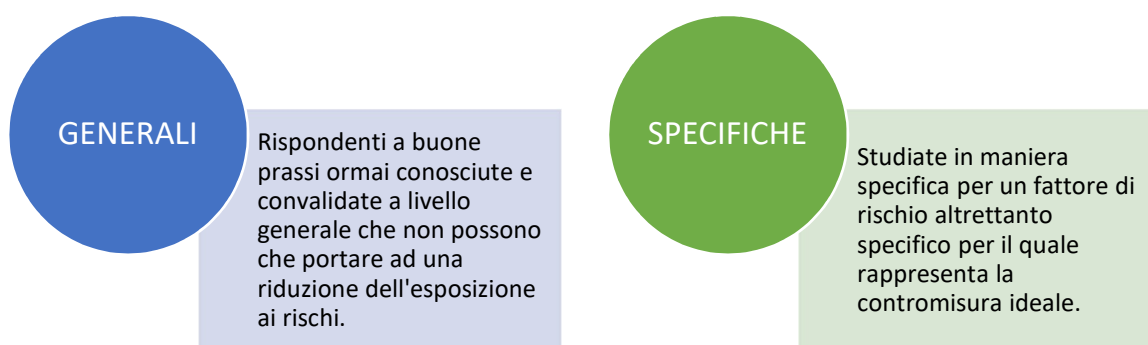 GENERALI
Rispondenti a buone
prassi ormai conosciute e
convalidate a livello
generale che non possono
che portare ad una
riduzione dell'esposizione
ai rischi.
SPECIFICHE
Studiate in maniera
specifica per un fattore di
rischio altrettanto
specifico per il quale
rappresenta la
contromisura ideale.